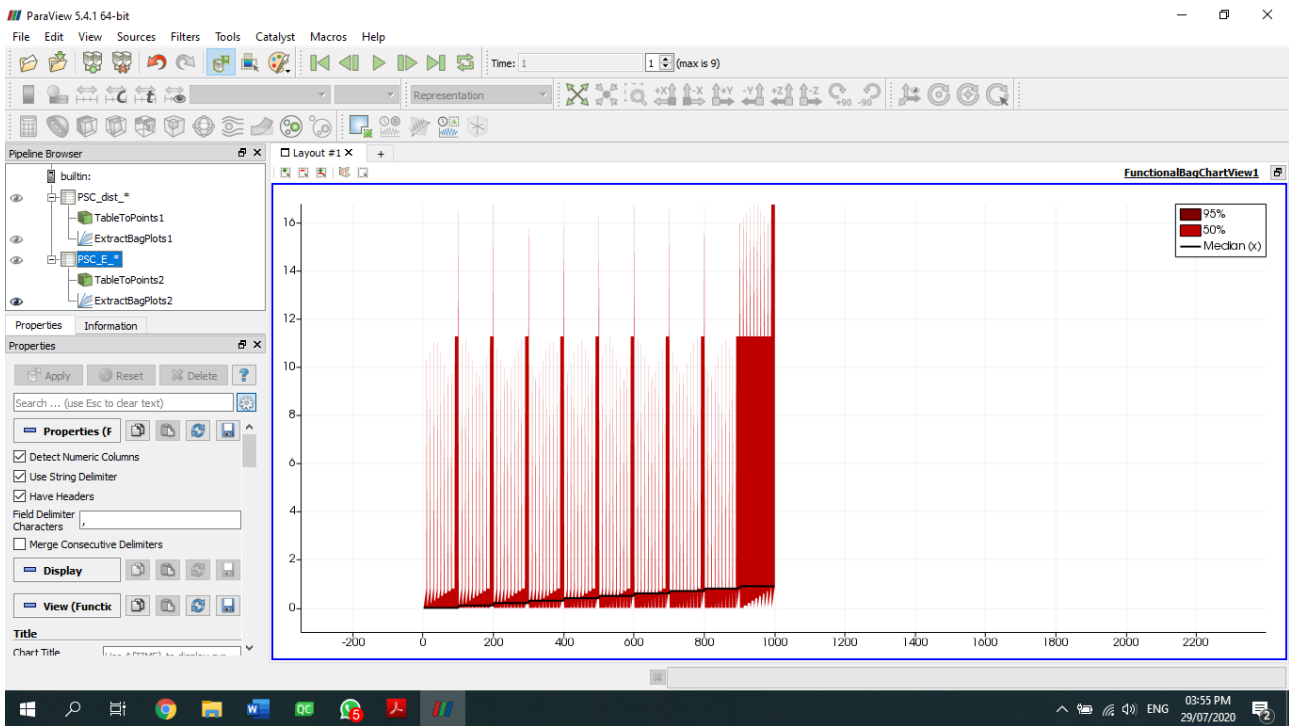 ParaView 5.4.1 64-bit
File Edit View Sources Filters Tools Catalyst Macros Help
Time: 1 1 (max is 9)
Representation
+X -X +Y -Y +Z -Z +90 -90
Pipeline Browser
builtin:
PSC_dist_*
TableToPoints1
ExtractBagPlots1
PSC_E_*
TableToPoints2
ExtractBagPlots2
Properties Information
Properties
Apply Reset Delete ?
Search ... (use Esc to clear text)
Properties (F
Detect Numeric Columns
Use String Delimiter
Have Headers
Field Delimiter
Characters ,
Merge Consecutive Delimiters
Display
View (Functic
Title
Chart Title
Layout #1 X +
FunctionalBagChartView1
95%
50%
Median (x)
16
14
12
10
8
6
4
2
0
-200 0 200 400 600 800 1000 1200 1400 1600 1800 2000 2200
W QC 5
ENG
03:55 PM
29/07/2020
2